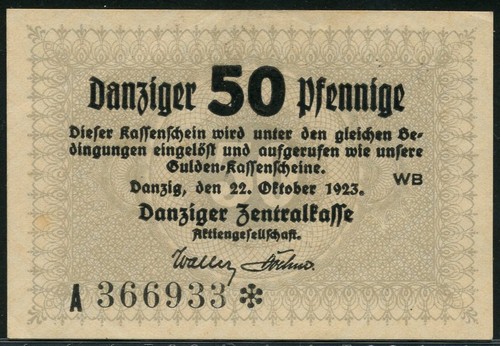 Danziger 50 Pfennige
Dieser Kassenschein wird unter den gleichen Be-
dingungen eingelöst und aufgerufen wie unsere
Gulden-Kassenscheine.
WB
Danzig, den 22. Oktober 1923.
Danziger Zentralkasse
Aktiengesellschaft.
A 366933 ✻